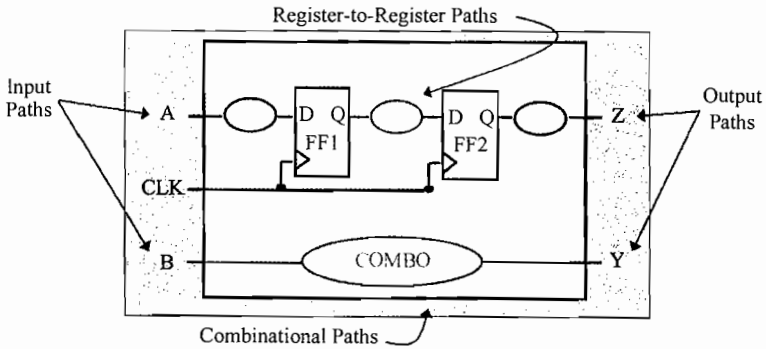 Register-to-Register Paths
Input
Paths
A
D Q
FF1
D Q
FF2
Z
Output
Paths
CLK
B
COMBO
Y
Combinational Paths